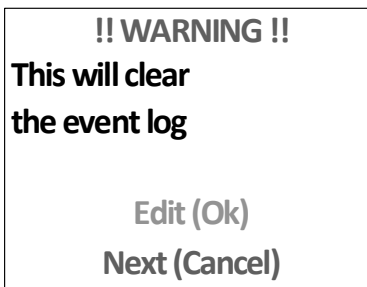 !! WARNING !!
This will clear
the event log
Edit (Ok)
Next (Cancel)